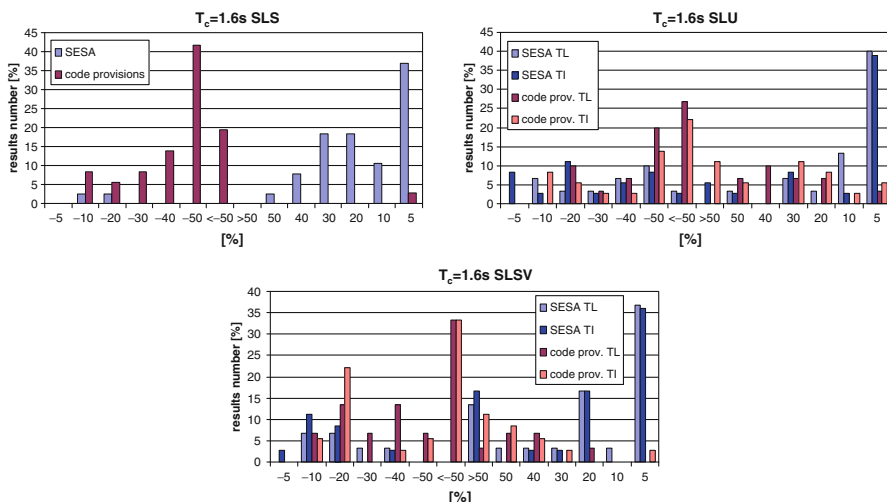 T_c=1.6s SLS
results number [%]
45
40
35
30
25
20
15
10
5
0
SESA
code provisions
−5 −10 −20 −30 −40 −50 <−50 >50 50 40 30 20 10 5
[%]
T_c=1.6s SLU
results number [%]
45
40
35
30
25
20
15
10
5
0
SESA TL
SESA TI
code prov. TL
code prov. TI
−5 −10 −20 −30 −40 −50 <−50 >50 50 40 30 20 10 5
[%]
T_c=1.6s SLSV
results number [%]
40
35
30
25
20
15
10
5
0
SESA TL
SESA TI
code prov. TL
code prov. TI
−5 −10 −20 −30 −40 −50 <−50 >50 50 40 30 20 10 5
[%]